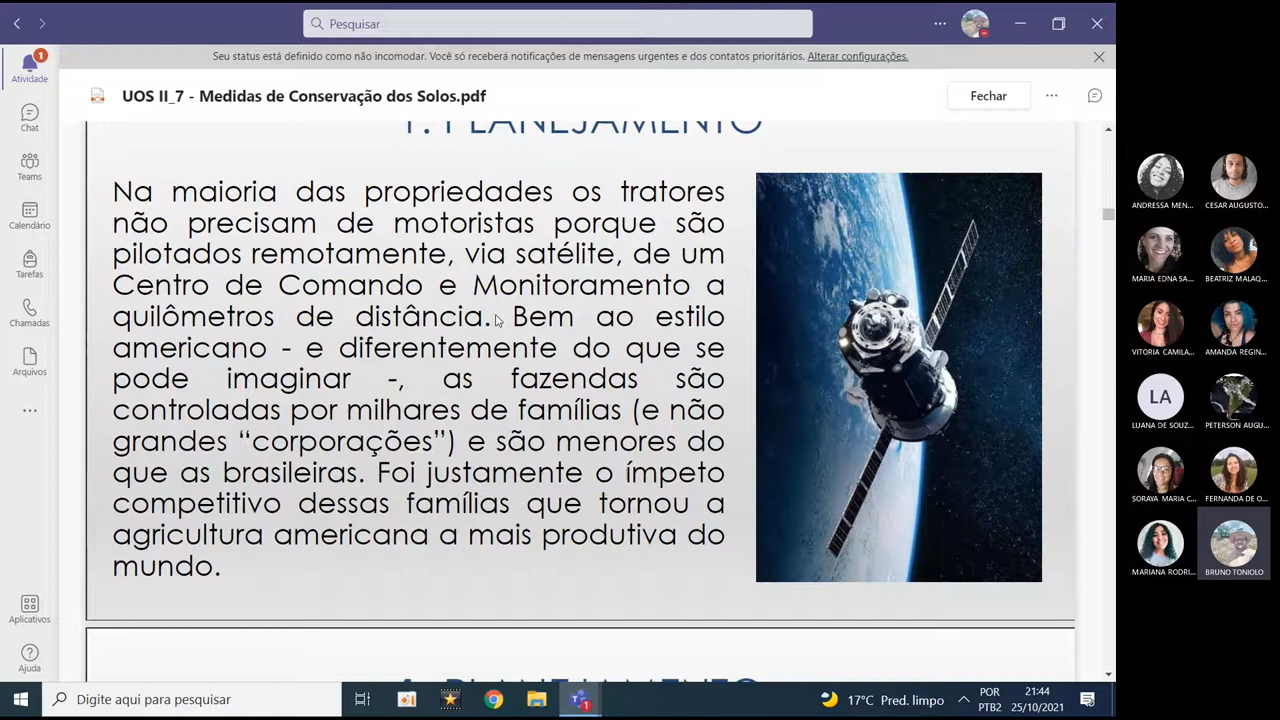 Pesquisar
Seu status está definido como não incomodar. Você só receberá notificações de mensagens urgentes e dos contatos prioritários. Alterar configurações.
1
Atividade
Chat
Teams
Calendário
Tarefas
Chamadas
Arquivos
Aplicativos
Ajuda
UOS II_7 - Medidas de Conservação dos Solos.pdf
Fechar
1. PLANEJAMENTO
Na maioria das propriedades os tratores
não precisam de motoristas porque são
pilotados remotamente, via satélite, de um
Centro de Comando e Monitoramento a
quilômetros de distância. Bem ao estilo
americano - e diferentemente do que se
pode imaginar -, as fazendas são
controladas por milhares de famílias (e não
grandes “corporações”) e são menores do
que as brasileiras. Foi justamente o ímpeto
competitivo dessas famílias que tornou a
agricultura americana a mais produtiva do
mundo.
1. PLANEJAMENTO
ANDRESSA MEN...
CESAR AUGUSTO...
MARIA EDNA SA...
BEATRIZ MALAQ...
VITORIA CAMILA...
AMANDA REGIN...
LA
LUANA DE SOUZ...
PETERSON AUGU...
SORAYA MARIA C...
FERNANDA DE O...
MARIANA RODRI...
BRUNO TONIOLO
Digite aqui para pesquisar
1
17°C Pred. limpo
POR
PTB2
21:44
25/10/2021